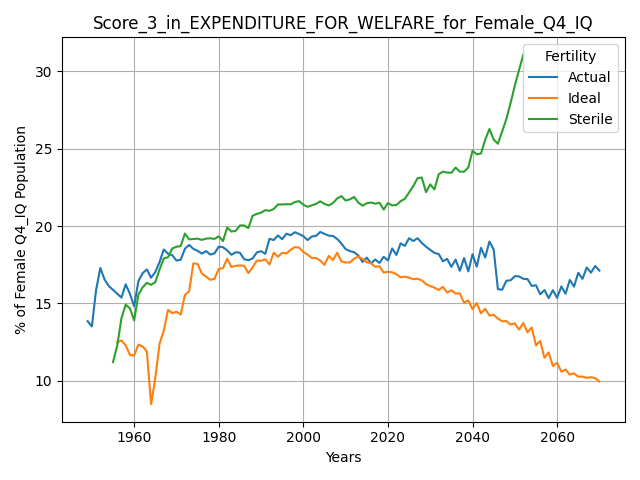 Score_3_in_EXPENDITURE_FOR_WELFARE_for_Female_Q4_IQ
% of Female Q4_IQ Population
30
25
20
15
10
Fertility
Actual
Ideal
Sterile
1960 1980 2000 2020 2040 2060
Years